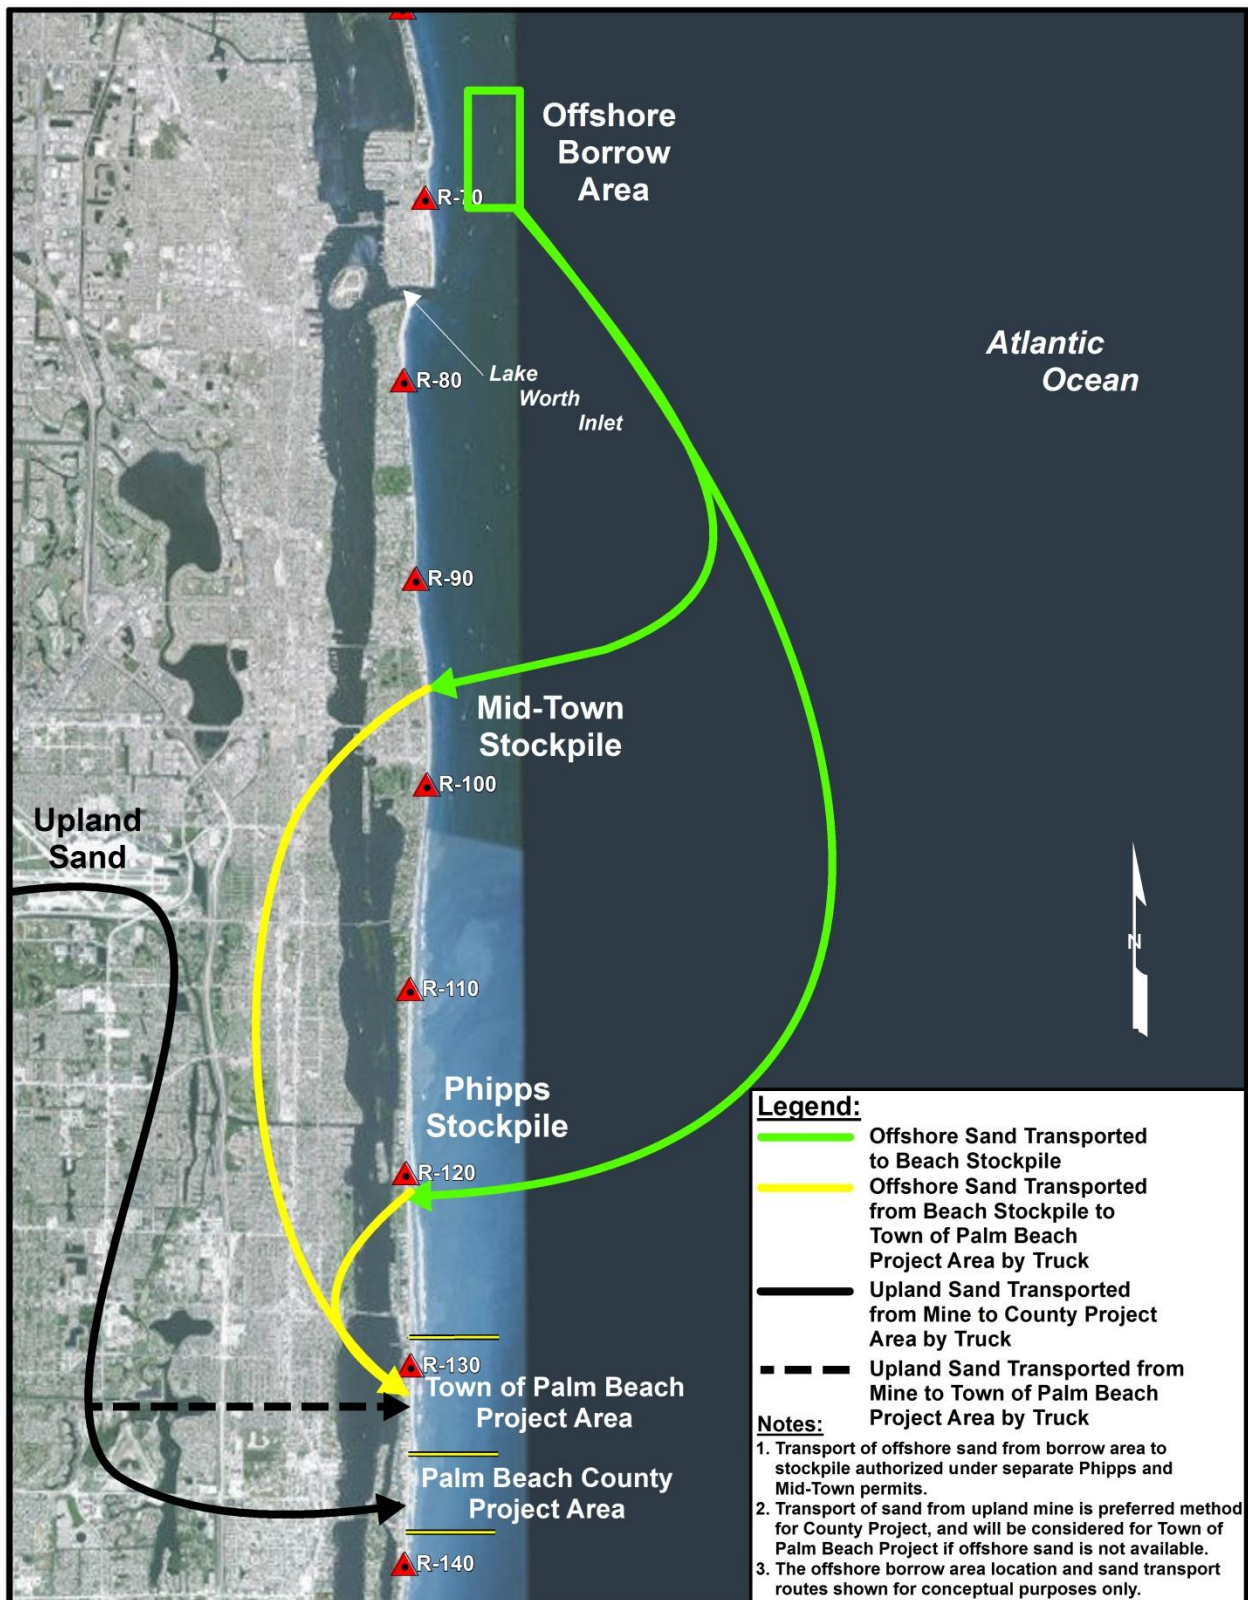 Offshore
Borrow
Area
R-70
Atlantic
Ocean
Lake
Worth
Inlet
R-80
R-90
Mid-Town
Stockpile
R-100
Upland
Sand
N
R-110
Phipps
Stockpile
R-120
R-130
Town of Palm Beach
Project Area
Palm Beach County
Project Area
R-140
Legend:
Offshore Sand Transported
to Beach Stockpile
Offshore Sand Transported
from Beach Stockpile to
Town of Palm Beach
Project Area by Truck
Upland Sand Transported
from Mine to County Project
Area by Truck
Upland Sand Transported from
Mine to Town of Palm Beach
Project Area by Truck
Notes:
1. Transport of offshore sand from borrow area to
stockpile authorized under separate Phipps and
Mid-Town permits.
2. Transport of sand from upland mine is preferred method
for County Project, and will be considered for Town of
Palm Beach Project if offshore sand is not available.
3. The offshore borrow area location and sand transport
routes shown for conceptual purposes only.